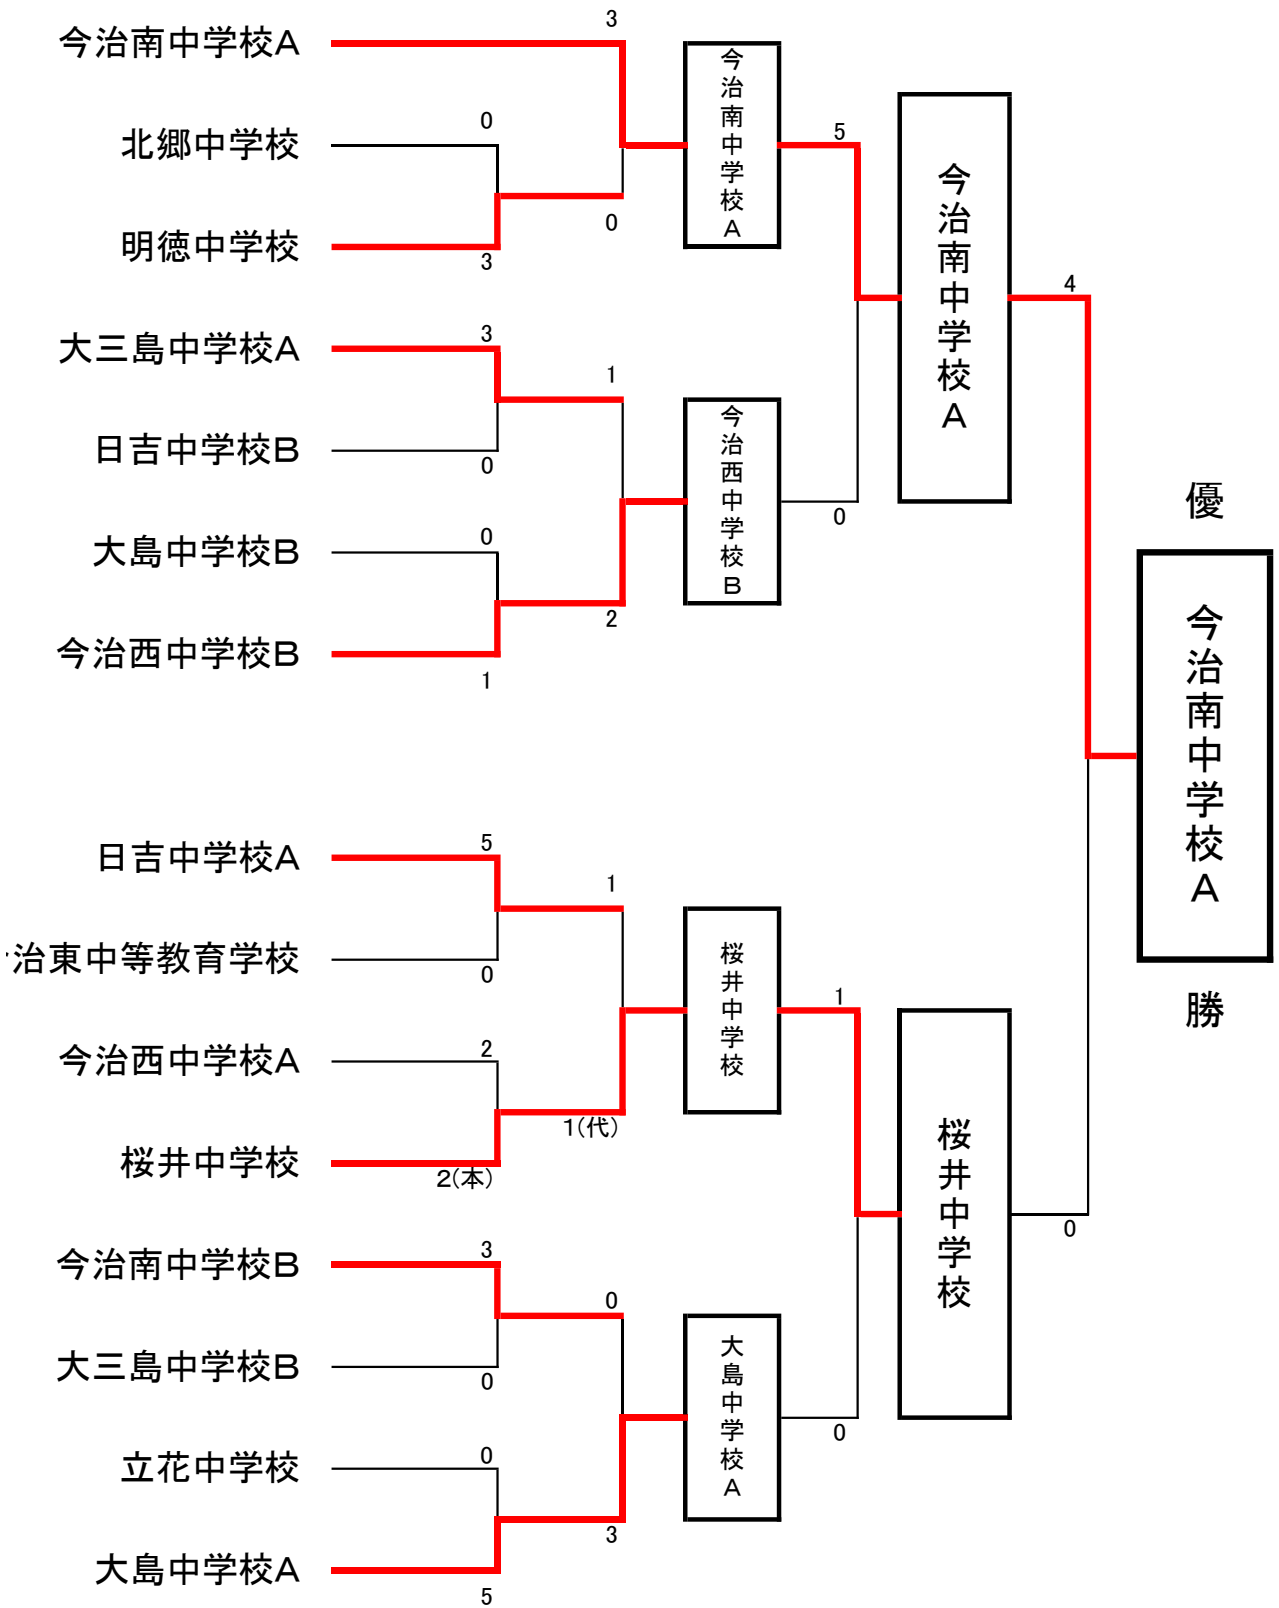 今治南中学校A
北郷中学校
明徳中学校
大三島中学校A
日吉中学校B
大島中学校B
今治西中学校B
日吉中学校A
治東中等教育学校
今治西中学校A
桜井中学校
今治南中学校B
大三島中学校B
立花中学校
大島中学校A
0
3
3
0
0
1
5
0
2
2(本)
3
0
0
5
3
0
1
2
1
1(代)
0
3
今治南中学校A
今治西中学校B
桜井中学校
大島中学校A
5
0
1
0
今治南中学校A
桜井中学校
4
0
優
今治南中学校A
勝